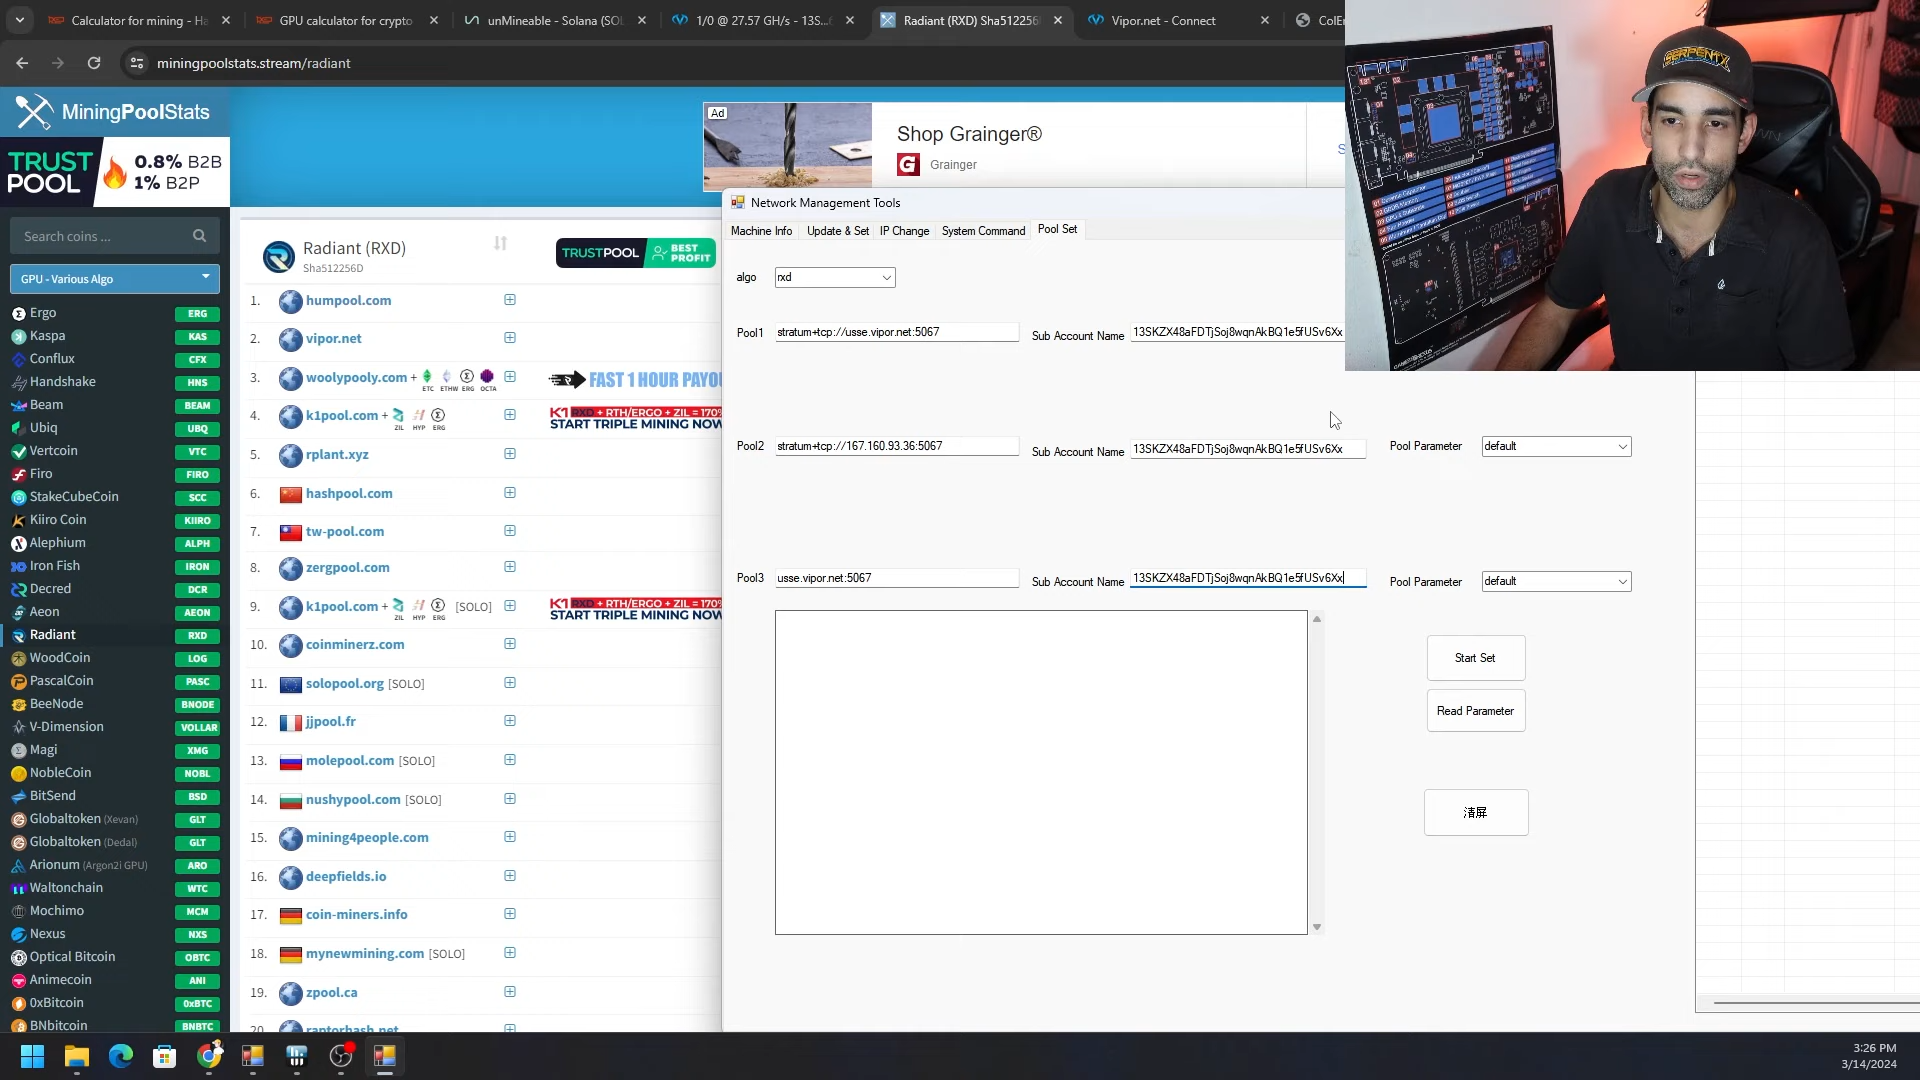 Calculator for mining - Ha
GPU calculator for crypto
unMineable - Solana (SOL
1/0 @ 27.57 GH/s - 13S...6
Radiant (RXD) Sha512256
Vipor.net - Connect
miningpoolstats.stream/radiant
MiningPoolStats
TRUST POOL
0.8% B2B
1% B2P
Search coins ...
GPU - Various Algo
Ergo ERG
Kaspa KAS
Conflux CFX
Handshake HNS
Beam BEAM
Ubiq UBQ
Vertcoin VTC
Firo FIRO
StakeCubeCoin SCC
Kiiro Coin KIIRO
Alephium ALPH
Iron Fish IRON
Decred DCR
Aeon AEON
Radiant RXD
WoodCoin LOG
PascalCoin PASC
BeeNode BNODE
V-Dimension VOLLAR
Magi XMG
NobleCoin NOBL
BitSend BSD
Globaltoken (Xevan) GLT
Globaltoken (Dedal) GLT
Arionum (Argon2i GPU) ARO
Waltonchain WTC
Mochimo MCM
Nexus NXS
Optical Bitcoin OBTC
Animecoin ANI
0xBitcoin 0xBTC
BNbitcoin BNBTC
Ad
Shop Grainger®
Grainger
Radiant (RXD)
Sha512256D
TRUSTPOOL BEST PROFIT
1. humpool.com
2. vipor.net
3. woolypooly.com + ETC ETHW ERG OCTA
FAST 1 HOUR PAYOU
4. k1pool.com + ZIL HYP ERG
K1 RXD + RTH/ERGO + ZIL = 170%
START TRIPLE MINING NOW
5. rplant.xyz
6. hashpool.com
7. tw-pool.com
8. zergpool.com
9. k1pool.com + ZIL HYP ERG [SOLO]
K1 RXD + RTH/ERGO + ZIL = 170%
START TRIPLE MINING NOW
10. coinminerz.com
11. solopool.org [SOLO]
12. jjpool.fr
13. molepool.com [SOLO]
14. nushypool.com [SOLO]
15. mining4people.com
16. deepfields.io
17. coin-miners.info
18. mynewmining.com [SOLO]
19. zpool.ca
20. raptorhash.net
Network Management Tools
Machine Info Update & Set IP Change System Command Pool Set
algo rxd
Pool1 stratum+tcp://usse.vipor.net:5067 Sub Account Name 13SKZX48aFDTjSoj8wqnAkBQ1e5fUSv6Xx
Pool2 stratum+tcp://167.160.93.36:5067 Sub Account Name 13SKZX48aFDTjSoj8wqnAkBQ1e5fUSv6Xx Pool Parameter default
Pool3 usse.vipor.net:5067 Sub Account Name 13SKZX48aFDTjSoj8wqnAkBQ1e5fUSv6Xx Pool Parameter default
Start Set
Read Parameter
清屏
SERPENTX
3:26 PM
3/14/2024